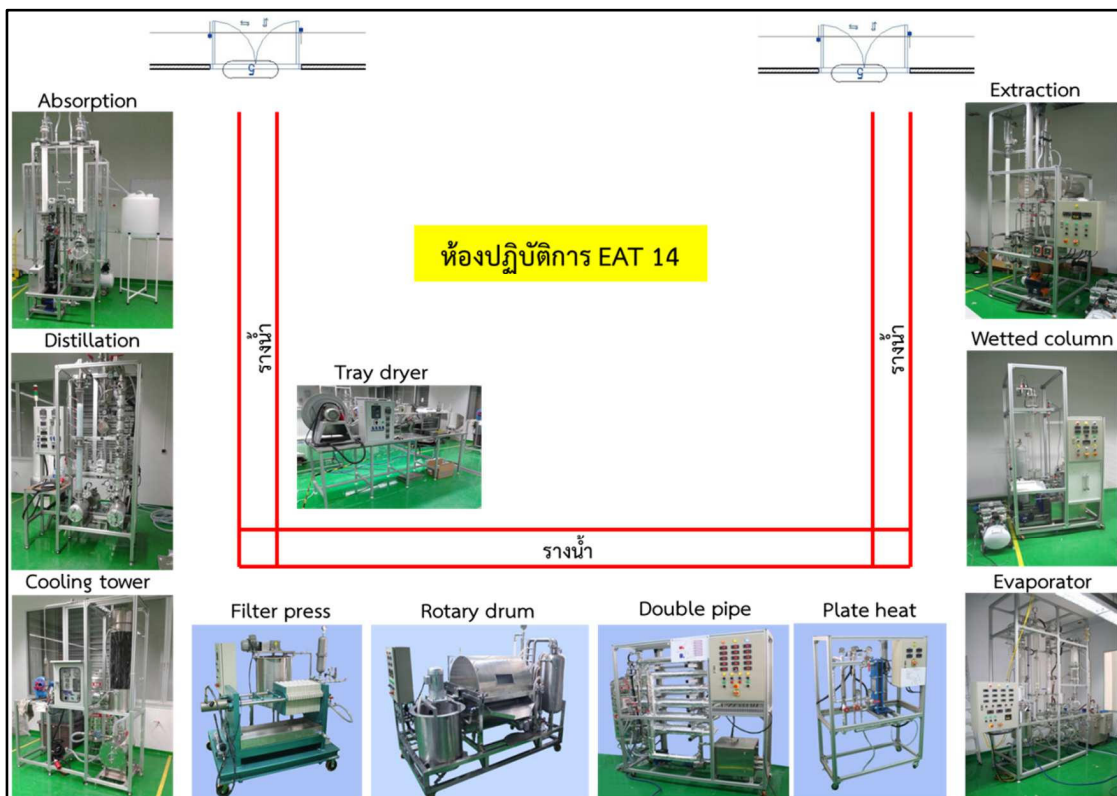 5
5
Absorption
Extraction
ห้องปฏิบัติการ EAT 14
รางน้ำ
รางน้ำ
Distillation
Wetted column
Tray dryer
รางน้ำ
Cooling tower
Evaporator
Filter press
Rotary drum
Double pipe
Plate heat